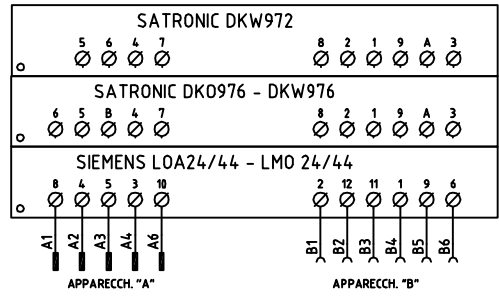 SATRONIC DKW972
5 6 4 7 8 2 1 9 A 3
SATRONIC DKO976 - DKW976
6 5 B 4 7 8 2 1 9 A 3
SIEMENS LOA24/44 - LMO 24/44
8 4 5 3 10 2 12 11 1 9 6
A1 A2 A3 A4 A6 B1 B2 B3 B4 B5 B6
APPARECCH. "A" APPARECCH. "B"